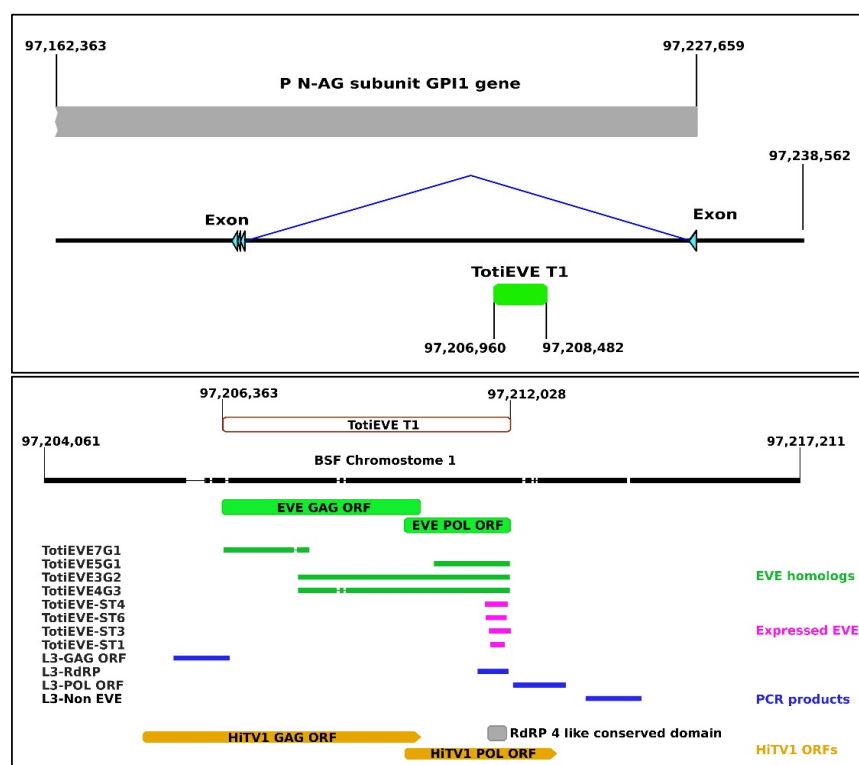 97,162,363 97,227,659
P N-AG subunit GPI1 gene
97,238,562
Exon Exon
TotiEVE T1
97,206,960 97,208,482
97,206,363 97,212,028
TotiEVE T1
97,204,061 97,217,211
BSF Chromostome 1
EVE GAG ORF
EVE POL ORF
TotiEVE7G1
TotiEVE5G1
TotiEVE3G2 EVE homologs
TotiEVE4G3
TotiEVE-ST4
TotiEVE-ST6 Expressed EVE
TotiEVE-ST3
TotiEVE-ST1
L3-GAG ORF
L3-RdRP
L3-POL ORF
L3-Non EVE PCR products
HiTV1 GAG ORF RdRP 4 like conserved domain
HiTV1 POL ORF HiTV1 ORFs